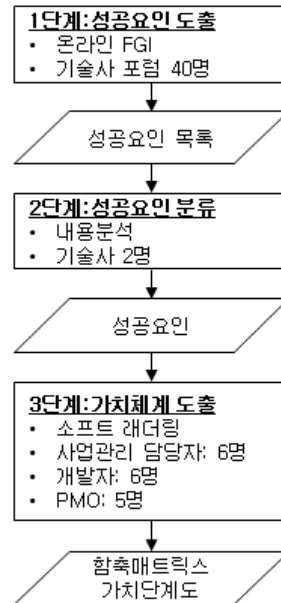 1단계:성공요인 도출
• 온라인 FGI
• 기술사 포럼 40명
성공요인 목록
2단계:성공요인 분류
• 내용분석
• 기술사 2명
성공요인
3단계:가치체계 도출
• 소프트 래더링
• 사업관리 담당자: 6명
• 개발자: 6명
• PMO: 5명
함축매트릭스
가치단계도